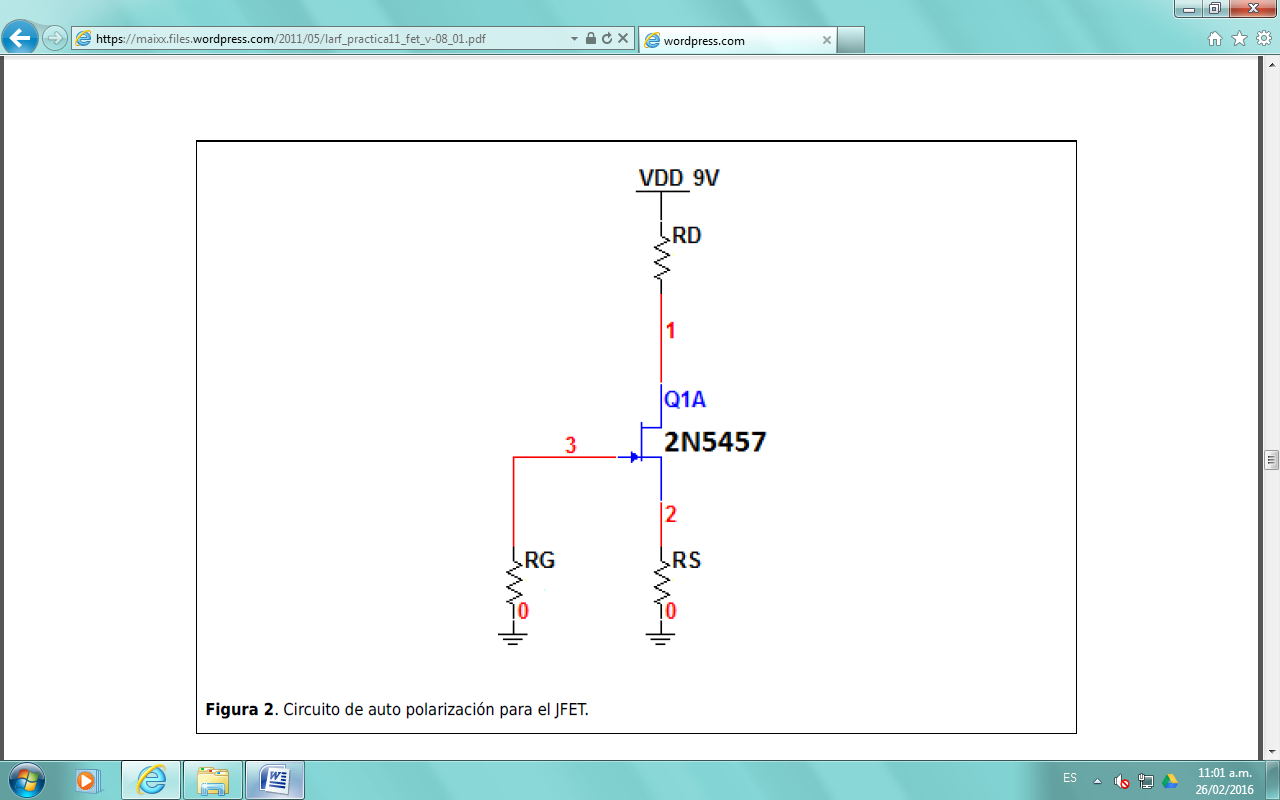 https://maixx.files.wordpress.com/2011/05/larf_practica11_fet_v-08_01.pdf
wordpress.com
VDD 9V
RD
1
Q1A
2N5457
3
2
RG
RS
0
0
Figura 2. Circuito de auto polarización para el JFET.
ES
11:01 a.m.
26/02/2016